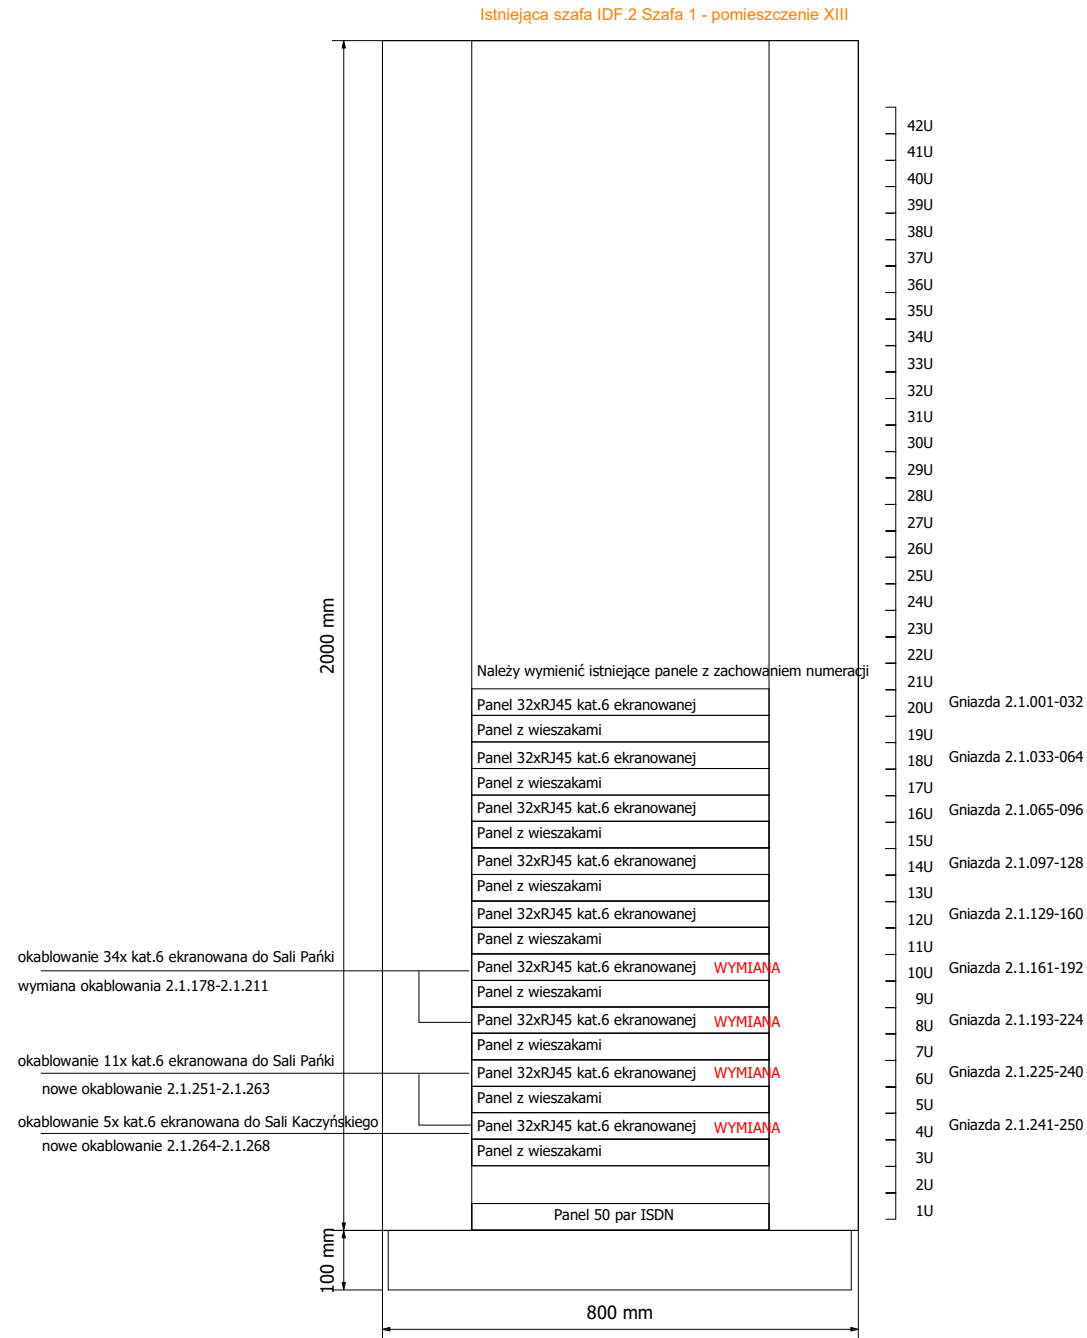 Istniejąca szafa IDF.2 Szafa 1 - pomieszczenie XIII
42U
41U
40U
39U
38U
37U
36U
35U
34U
33U
32U
31U
30U
29U
28U
27U
26U
25U
24U
23U
22U
2000 mm
Należy wymienić istniejące panele z zachowaniem numeracji
21U
Panel 32xRJ45 kat.6 ekranowanej 20U Gniazda 2.1.001-032
Panel z wieszakami 19U
Panel 32xRJ45 kat.6 ekranowanej 18U Gniazda 2.1.033-064
Panel z wieszakami 17U
Panel 32xRJ45 kat.6 ekranowanej 16U Gniazda 2.1.065-096
Panel z wieszakami 15U
Panel 32xRJ45 kat.6 ekranowanej 14U Gniazda 2.1.097-128
Panel z wieszakami 13U
Panel 32xRJ45 kat.6 ekranowanej 12U Gniazda 2.1.129-160
Panel z wieszakami 11U
okablowanie 34x kat.6 ekranowana do Sali Pańki
Panel 32xRJ45 kat.6 ekranowanej WYMIANA 10U Gniazda 2.1.161-192
wymiana okablowania 2.1.178-2.1.211
Panel z wieszakami 9U
Panel 32xRJ45 kat.6 ekranowanej WYMIANA 8U Gniazda 2.1.193-224
Panel z wieszakami 7U
okablowanie 11x kat.6 ekranowana do Sali Pańki
Panel 32xRJ45 kat.6 ekranowanej WYMIANA 6U Gniazda 2.1.225-240
nowe okablowanie 2.1.251-2.1.263
Panel z wieszakami 5U
okablowanie 5x kat.6 ekranowana do Sali Kaczyńskiego
Panel 32xRJ45 kat.6 ekranowanej WYMIANA 4U Gniazda 2.1.241-250
nowe okablowanie 2.1.264-2.1.268
Panel z wieszakami 3U
2U
Panel 50 par ISDN 1U
100 mm
800 mm